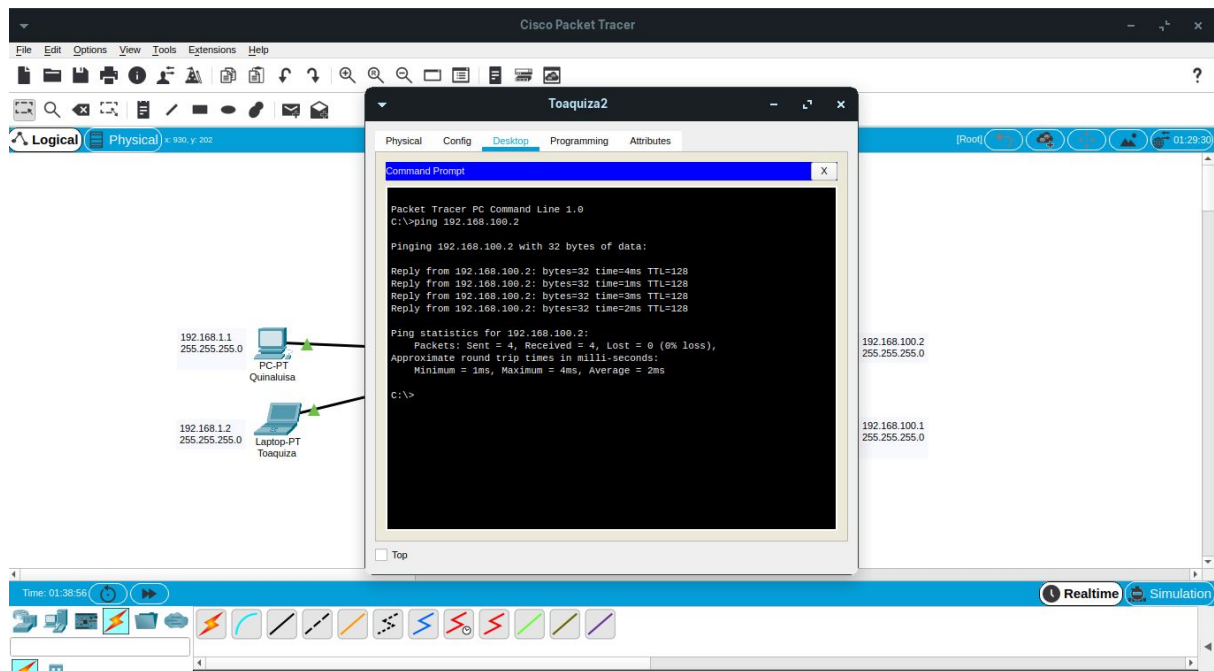 Cisco Packet Tracer
File Edit Options View Tools Extensions Help
?
Toaquiza2
Logical Physical x: 930, y: 202
[Root] 01:29:30
Physical Config Desktop Programming Attributes
Command Prompt X
Packet Tracer PC Command Line 1.0
C:\>ping 192.168.100.2
Pinging 192.168.100.2 with 32 bytes of data:
Reply from 192.168.100.2: bytes=32 time=4ms TTL=128
Reply from 192.168.100.2: bytes=32 time=1ms TTL=128
Reply from 192.168.100.2: bytes=32 time=3ms TTL=128
Reply from 192.168.100.2: bytes=32 time=2ms TTL=128
Ping statistics for 192.168.100.2:
Packets: Sent = 4, Received = 4, Lost = 0 (0% loss),
Approximate round trip times in milli-seconds:
Minimum = 1ms, Maximum = 4ms, Average = 2ms
C:\>
192.168.1.1
255.255.255.0
PC-PT
Quinaluisa
192.168.1.2
255.255.255.0
Laptop-PT
Toaquiza
192.168.100.2
255.255.255.0
192.168.100.1
255.255.255.0
Top
Time: 01:38:56
Realtime Simulation